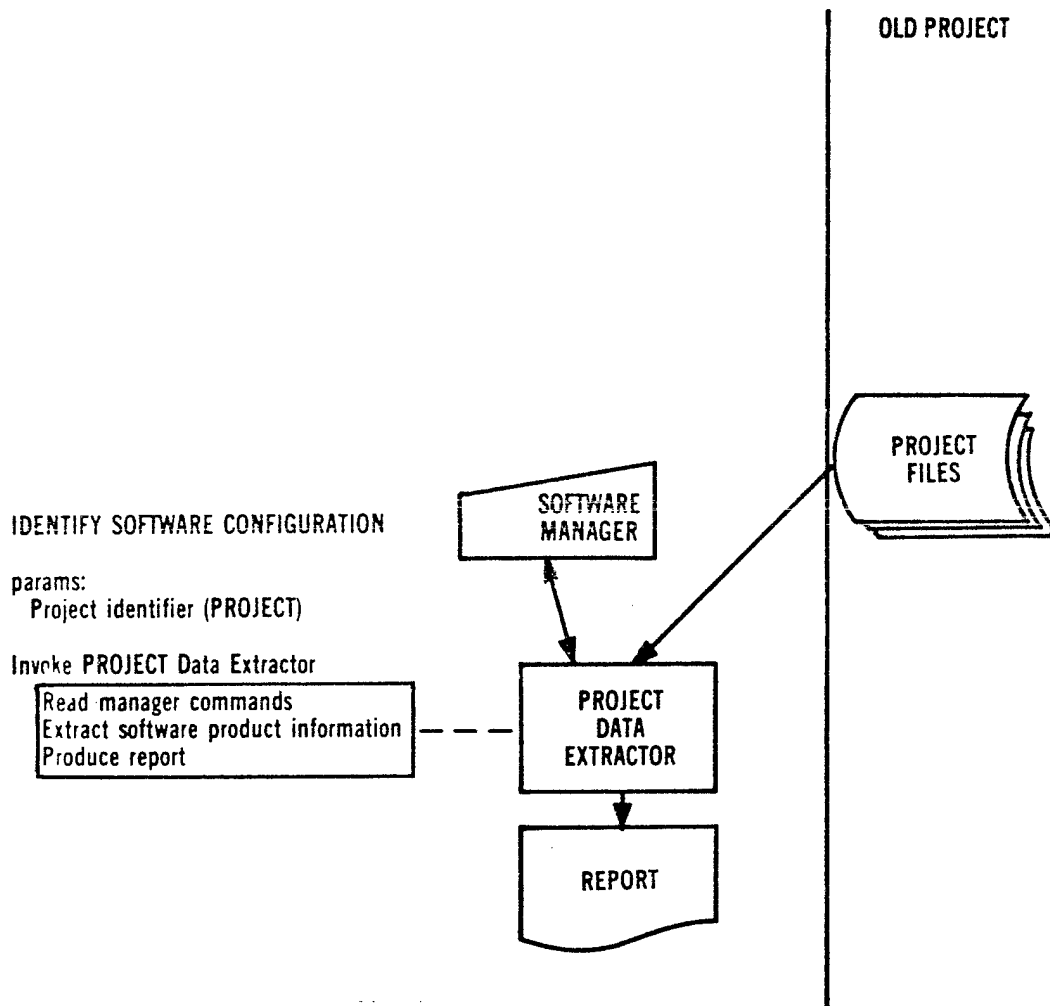 OLD PROJECT
PROJECT
FILES
SOFTWARE
MANAGER
IDENTIFY SOFTWARE CONFIGURATION
params:
Project identifier (PROJECT)
Invoke PROJECT Data Extractor
Read manager commands
Extract software product information
Produce report
PROJECT
DATA
EXTRACTOR
REPORT